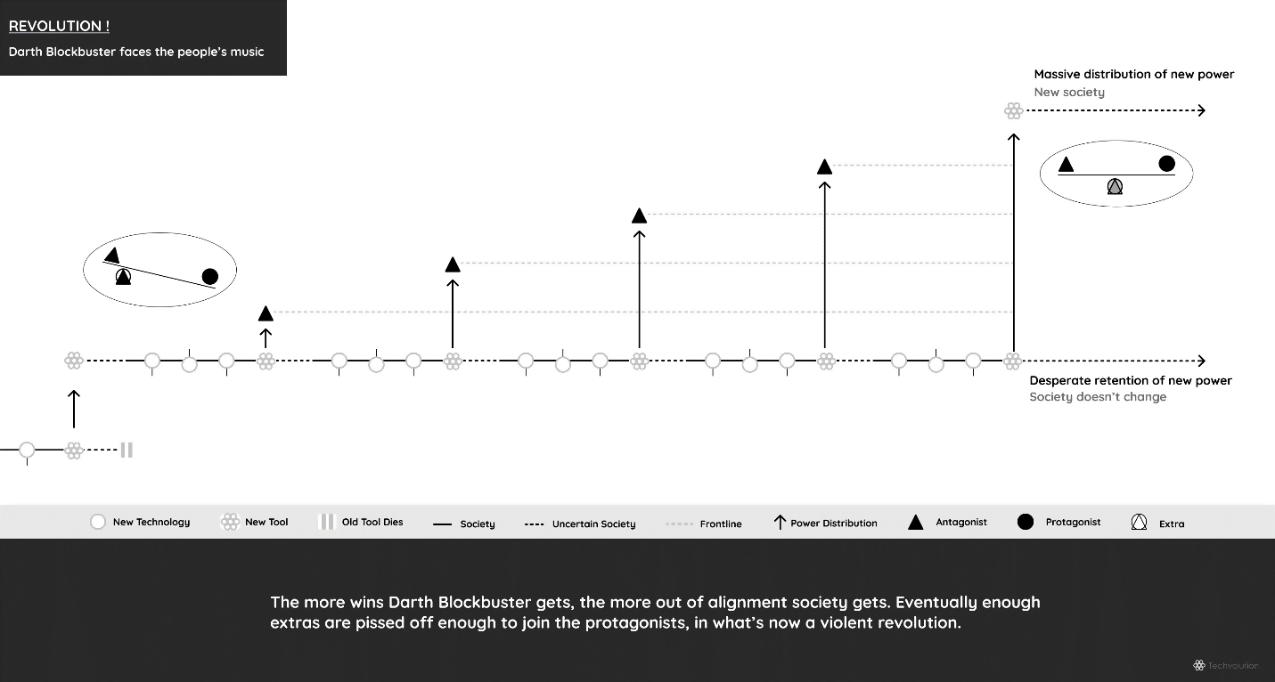 REVOLUTION !
Darth Blockbuster faces the people's music
Massive distribution of new power
New society
Desperate retention of new power
Society doesn't change
New Technology
New Tool
Old Tool Dies
Society
Uncertain Society
Frontline
Power Distribution
Antagonist
Protagonist
Extra
The more wins Darth Blockbuster gets, the more out of alignment society gets. Eventually enough
extras are pissed off enough to join the protagonists, in what's now a violent revolution.